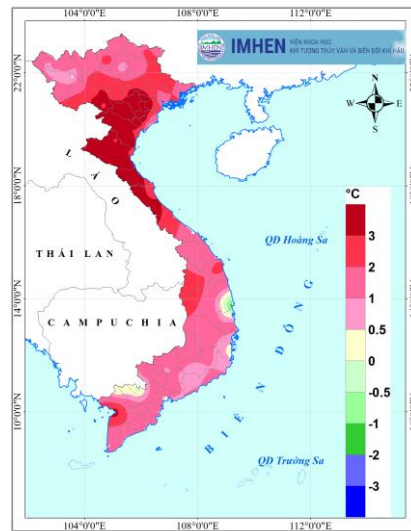 104°0'0"E 108°0'0"E 112°0'0"E
IMHEN
VIỆN KHOA HỌC
KHÍ TƯỢNG THỦY VĂN VÀ BIẾN ĐỔI KHÍ HẬU
22°0'0"N
N
W E
S
LÀO
18°0'0"N
°C
3
2
1
0.5
0
-0.5
-1
-2
-3
QĐ Hoàng Sa
THÁI LAN
14°0'0"N
CAMPUCHIA
BIỂN ĐÔNG
10°0'0"N
QĐ Trường Sa
104°0'0"E 108°0'0"E 112°0'0"E